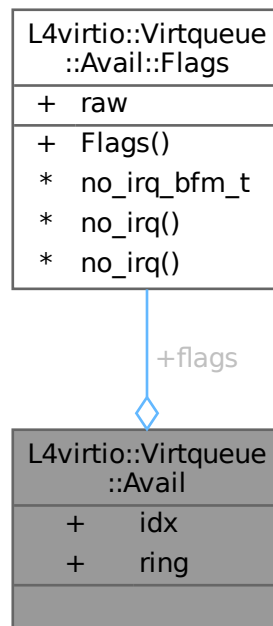 L4virtio::Virtqueue
::Avail::Flags
+ raw
+ Flags()
* no_irq_bfm_t
* no_irq()
* no_irq()
+flags
L4virtio::Virtqueue
::Avail
+ idx
+ ring